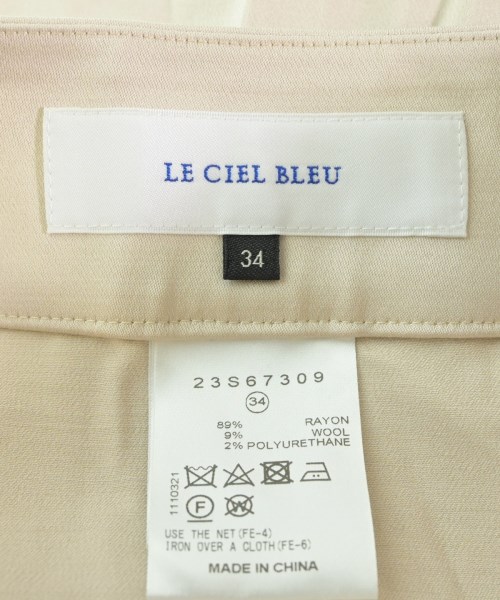 LE CIEL BLEU
34
23S67309
34
89% RAYON
9% WOOL
2% POLYURETHANE
1110321
F
W
USE THE NET(FE-4)
IRON OVER A CLOTH(FE-6)
MADE IN CHINA